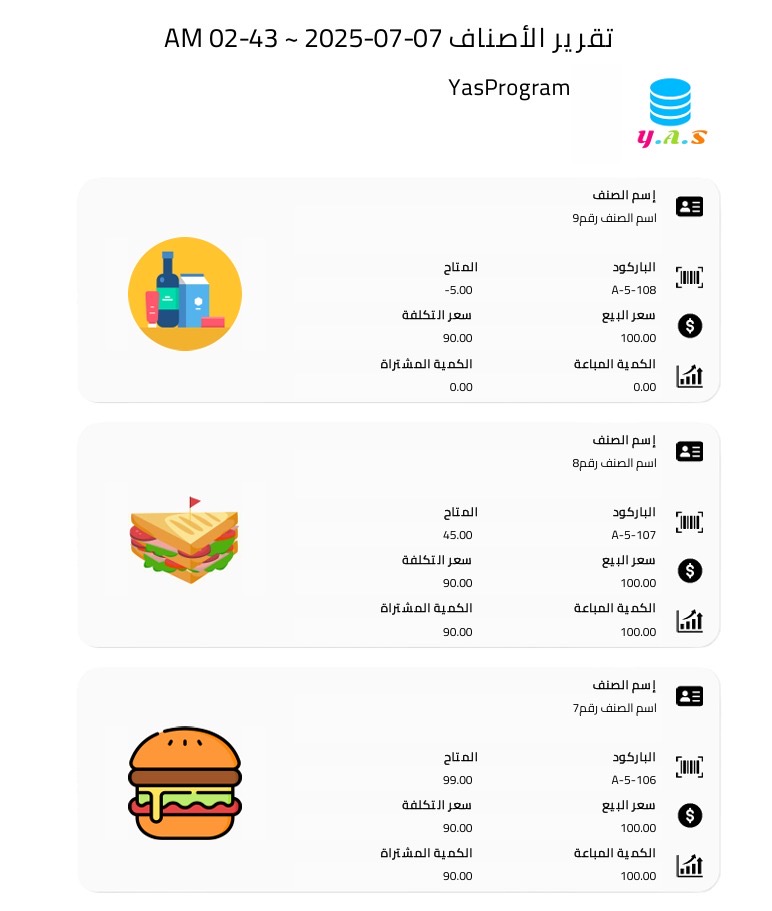 تقرير الأصناف 2025-07-07 ~ 02-43 AM
YasProgram
Y.A.S
إسم الصنف
اسم الصنف رقم9
الباركود المتاح
A-5-108 -5.00
سعر البيع سعر التكلفة
100.00 90.00
الكمية المباعة الكمية المشتراة
0.00 0.00
إسم الصنف
اسم الصنف رقم8
الباركود المتاح
A-5-107 45.00
سعر البيع سعر التكلفة
100.00 90.00
الكمية المباعة الكمية المشتراة
100.00 90.00
إسم الصنف
اسم الصنف رقم7
الباركود المتاح
A-5-106 99.00
سعر البيع سعر التكلفة
100.00 90.00
الكمية المباعة الكمية المشتراة
100.00 90.00